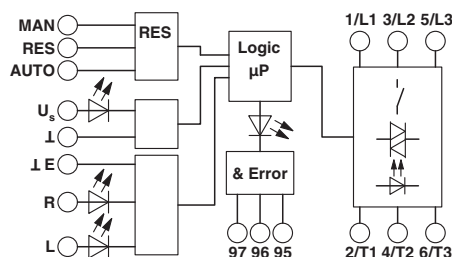 MAN
RES
AUTO
RES
Us
⊥
⊥ E
R
L
Logic
µP
& Error
97 96 95
1/L1 3/L2 5/L3
2/T1 4/T2 6/T3